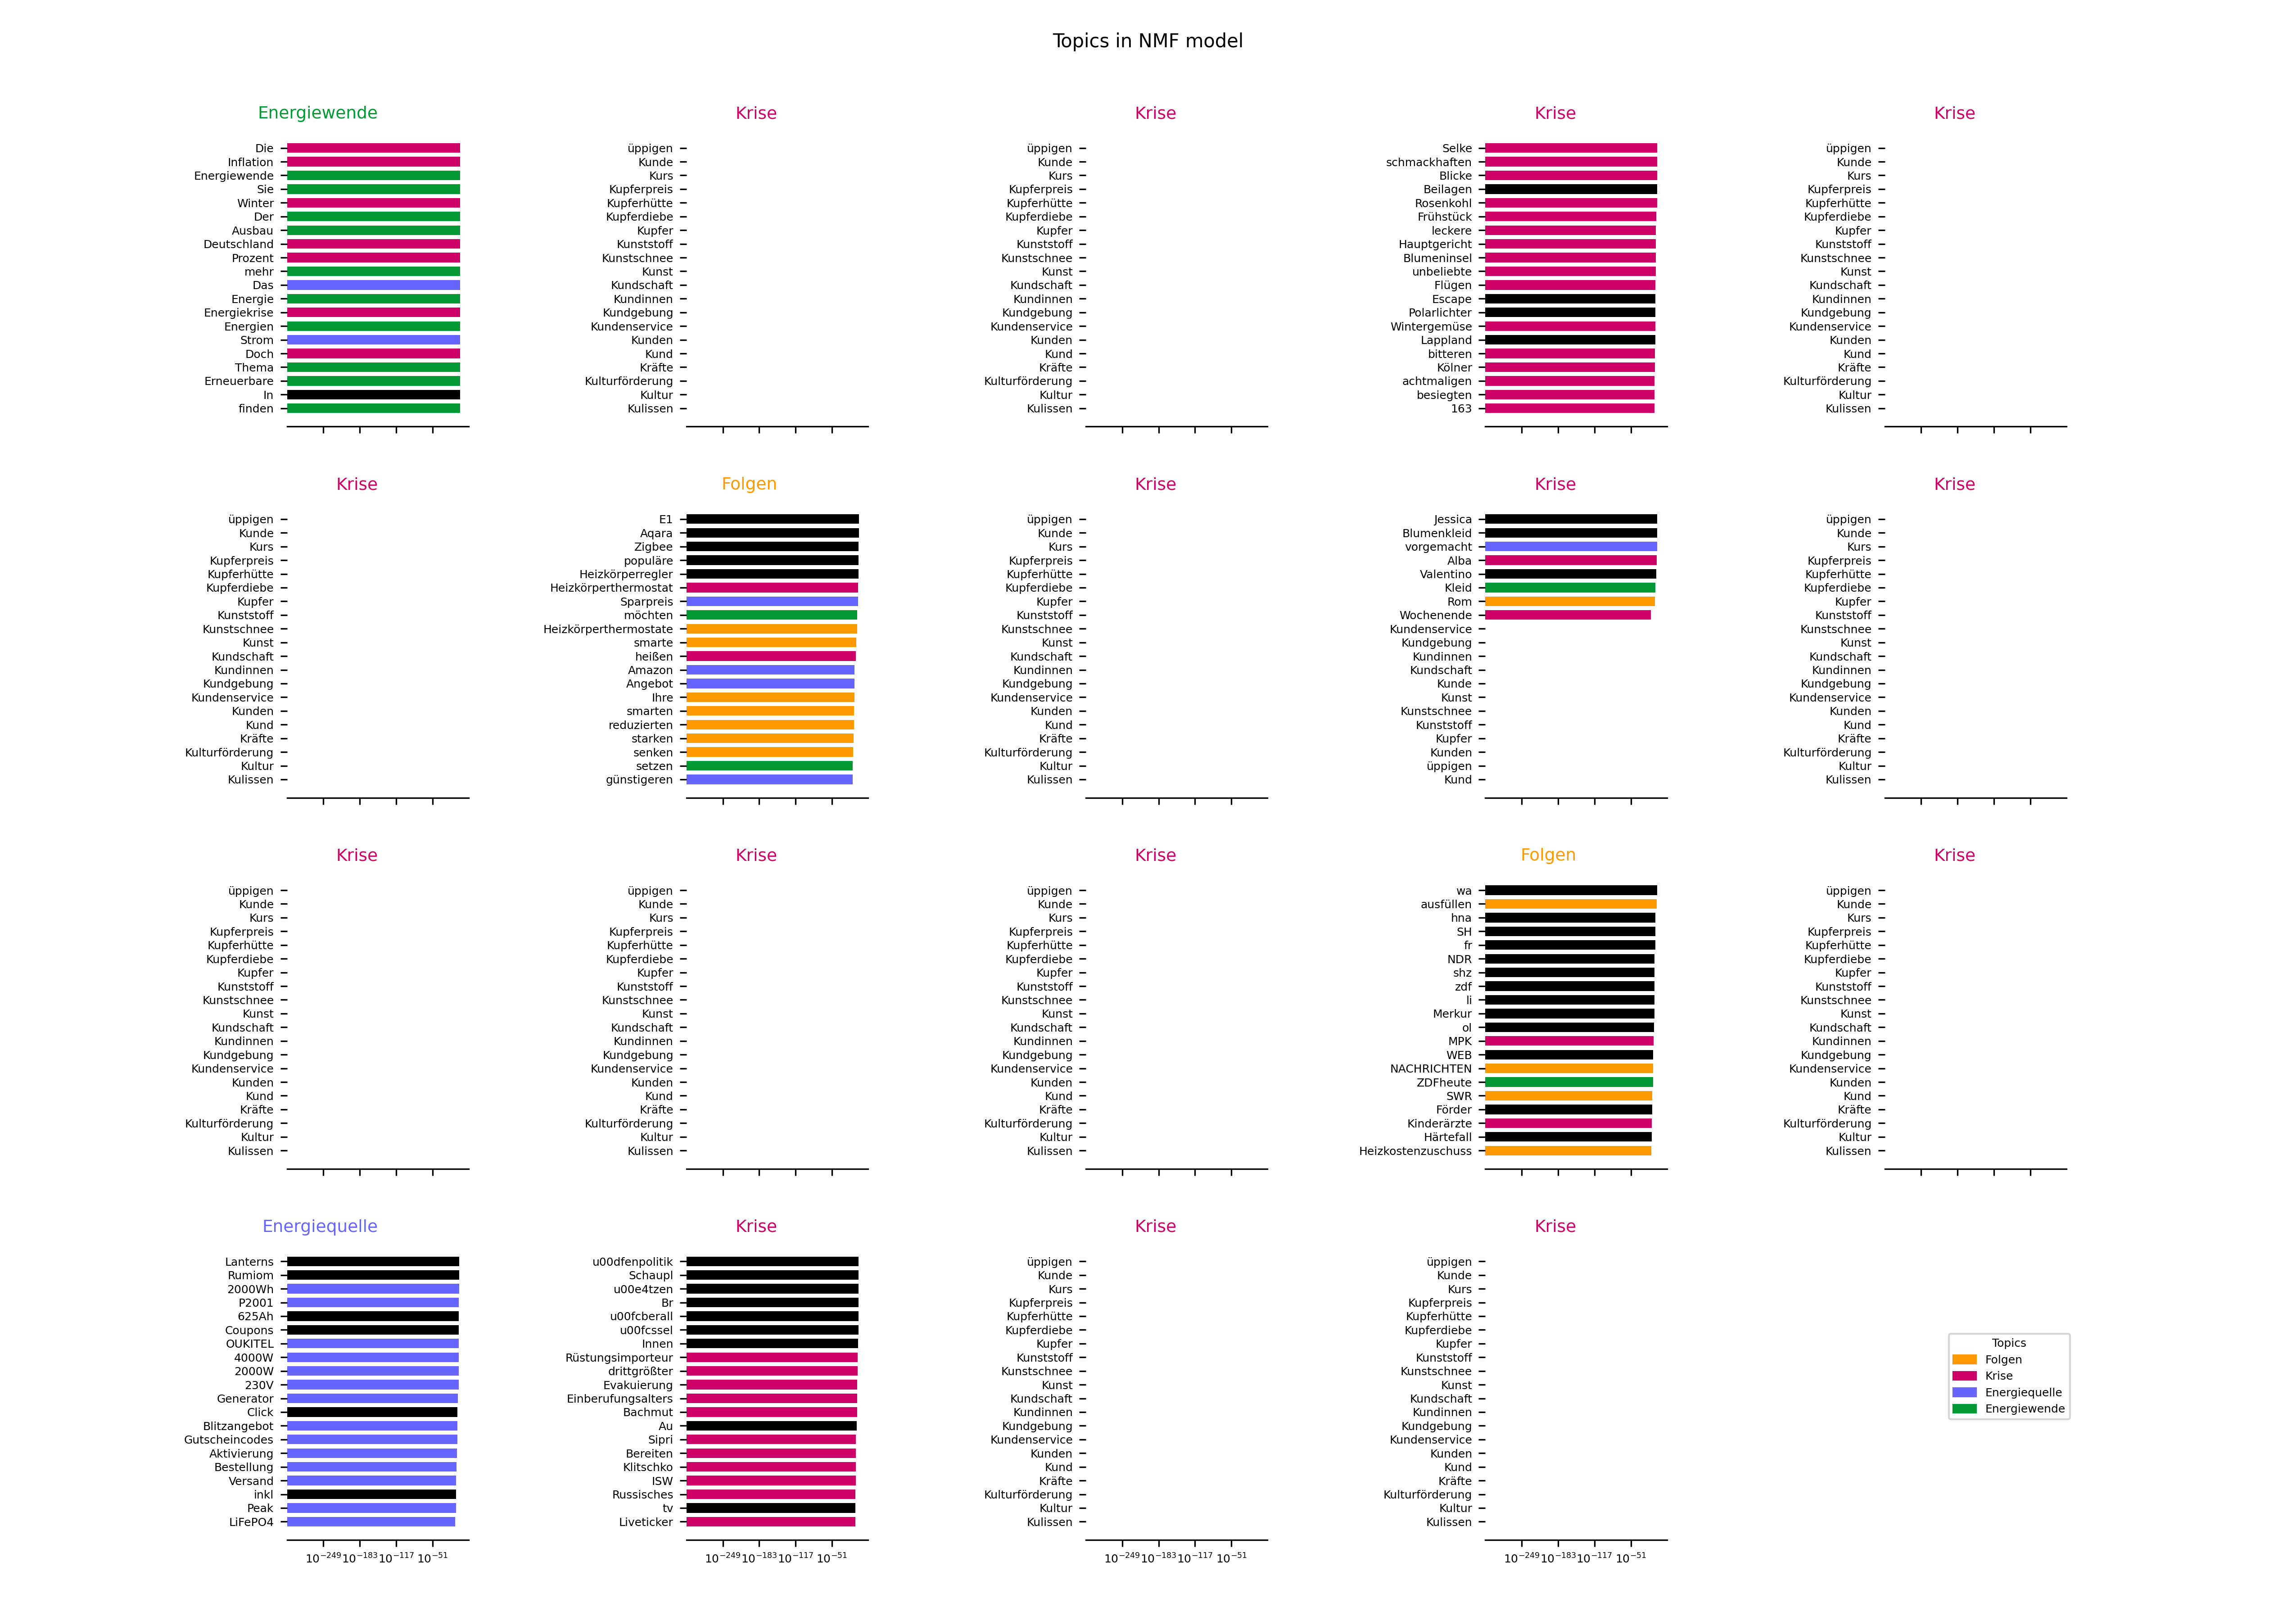 Topics in NMF model
Energiewende
Die
Inflation
Energiewende
Sie
Winter
Der
Ausbau
Deutschland
Prozent
mehr
Das
Energie
Energiekrise
Energien
Strom
Doch
Thema
Erneuerbare
In
finden
Krise
üppigen
Kunde
Kurs
Kupferpreis
Kupferhütte
Kupferdiebe
Kupfer
Kunststoff
Kunstschnee
Kunst
Kundschaft
Kundinnen
Kundgebung
Kundenservice
Kunden
Kund
Kräfte
Kulturförderung
Kultur
Kulissen
Krise
üppigen
Kunde
Kurs
Kupferpreis
Kupferhütte
Kupferdiebe
Kupfer
Kunststoff
Kunstschnee
Kunst
Kundschaft
Kundinnen
Kundgebung
Kundenservice
Kunden
Kund
Kräfte
Kulturförderung
Kultur
Kulissen
Krise
Selke
schmackhaften
Blicke
Beilagen
Rosenkohl
Frühstück
leckere
Hauptgericht
Blumeninsel
unbeliebte
Flügen
Escape
Polarlichter
Wintergemüse
Lappland
bitteren
Kölner
achtmaligen
besiegten
163
Krise
üppigen
Kunde
Kurs
Kupferpreis
Kupferhütte
Kupferdiebe
Kupfer
Kunststoff
Kunstschnee
Kunst
Kundschaft
Kundinnen
Kundgebung
Kundenservice
Kunden
Kund
Kräfte
Kulturförderung
Kultur
Kulissen
Krise
üppigen
Kunde
Kurs
Kupferpreis
Kupferhütte
Kupferdiebe
Kupfer
Kunststoff
Kunstschnee
Kunst
Kundschaft
Kundinnen
Kundgebung
Kundenservice
Kunden
Kund
Kräfte
Kulturförderung
Kultur
Kulissen
Folgen
E1
Aqara
Zigbee
populäre
Heizkörperregler
Heizkörperthermostat
Sparpreis
möchten
Heizkörperthermostate
smarte
heißen
Amazon
Angebot
Ihre
smarten
reduzierten
starken
senken
setzen
günstigeren
Krise
üppigen
Kunde
Kurs
Kupferpreis
Kupferhütte
Kupferdiebe
Kupfer
Kunststoff
Kunstschnee
Kunst
Kundschaft
Kundinnen
Kundgebung
Kundenservice
Kunden
Kund
Kräfte
Kulturförderung
Kultur
Kulissen
Krise
Jessica
Blumenkleid
vorgemacht
Alba
Valentino
Kleid
Rom
Wochenende
Kundenservice
Kundgebung
Kundinnen
Kundschaft
Kunde
Kunst
Kunstschnee
Kunststoff
Kupfer
Kunden
üppigen
Kund
Krise
üppigen
Kunde
Kurs
Kupferpreis
Kupferhütte
Kupferdiebe
Kupfer
Kunststoff
Kunstschnee
Kunst
Kundschaft
Kundinnen
Kundgebung
Kundenservice
Kunden
Kund
Kräfte
Kulturförderung
Kultur
Kulissen
Krise
üppigen
Kunde
Kurs
Kupferpreis
Kupferhütte
Kupferdiebe
Kupfer
Kunststoff
Kunstschnee
Kunst
Kundschaft
Kundinnen
Kundgebung
Kundenservice
Kunden
Kund
Kräfte
Kulturförderung
Kultur
Kulissen
Krise
üppigen
Kunde
Kurs
Kupferpreis
Kupferhütte
Kupferdiebe
Kupfer
Kunststoff
Kunstschnee
Kunst
Kundschaft
Kundinnen
Kundgebung
Kundenservice
Kunden
Kund
Kräfte
Kulturförderung
Kultur
Kulissen
Krise
üppigen
Kunde
Kurs
Kupferpreis
Kupferhütte
Kupferdiebe
Kupfer
Kunststoff
Kunstschnee
Kunst
Kundschaft
Kundinnen
Kundgebung
Kundenservice
Kunden
Kund
Kräfte
Kulturförderung
Kultur
Kulissen
Folgen
wa
ausfüllen
hna
SH
fr
NDR
shz
zdf
li
Merkur
ol
MPK
WEB
NACHRICHTEN
ZDFheute
SWR
Förder
Kinderärzte
Härtefall
Heizkostenzuschuss
Krise
üppigen
Kunde
Kurs
Kupferpreis
Kupferhütte
Kupferdiebe
Kupfer
Kunststoff
Kunstschnee
Kunst
Kundschaft
Kundinnen
Kundgebung
Kundenservice
Kunden
Kund
Kräfte
Kulturförderung
Kultur
Kulissen
Energiequelle
Lanterns
Rumiom
2000Wh
P2001
625Ah
Coupons
OUKITEL
4000W
2000W
230V
Generator
Click
Blitzangebot
Gutscheincodes
Aktivierung
Bestellung
Versand
inkl
Peak
LiFePO4
10⁻²⁴⁹ 10⁻¹⁸³ 10⁻¹¹⁷ 10⁻⁵¹
Krise
u00dfenpolitik
Schaupl
u00e4tzen
Br
u00fcberall
u00fcssel
Innen
Rüstungsimporteur
drittgrößter
Evakuierung
Einberufungsalters
Bachmut
Au
Sipri
Bereiten
Klitschko
ISW
Russisches
tv
Liveticker
10⁻²⁴⁹ 10⁻¹⁸³ 10⁻¹¹⁷ 10⁻⁵¹
Krise
üppigen
Kunde
Kurs
Kupferpreis
Kupferhütte
Kupferdiebe
Kupfer
Kunststoff
Kunstschnee
Kunst
Kundschaft
Kundinnen
Kundgebung
Kundenservice
Kunden
Kund
Kräfte
Kulturförderung
Kultur
Kulissen
10⁻²⁴⁹ 10⁻¹⁸³ 10⁻¹¹⁷ 10⁻⁵¹
Krise
üppigen
Kunde
Kurs
Kupferpreis
Kupferhütte
Kupferdiebe
Kupfer
Kunststoff
Kunstschnee
Kunst
Kundschaft
Kundinnen
Kundgebung
Kundenservice
Kunden
Kund
Kräfte
Kulturförderung
Kultur
Kulissen
10⁻²⁴⁹ 10⁻¹⁸³ 10⁻¹¹⁷ 10⁻⁵¹
Topics
Folgen
Krise
Energiequelle
Energiewende